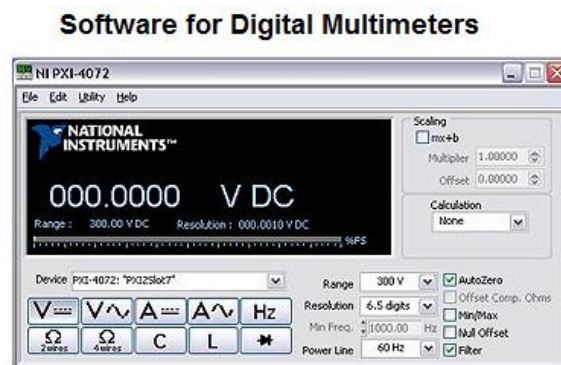 Software for Digital Multimeters
NI PXI-4072
File Edit Utility Help
NATIONAL
INSTRUMENTS™
000.0000 V DC
Range : 300.00 V DC Resolution : 000.0010 V DC
%FS
Scaling
mx+b
Multiplier 1.00000
Offset 0.00000
Calculation
None
Device PXI-4072: "PXI2Slot7"
V V A A Hz
Ω 2wires Ω 4wires C L
Range 300 V
Resolution 6.5 digits
Min Freq. 1000.00 Hz
Power Line 60 Hz
AutoZero
Offset Comp. Ohms
Min/Max
Null Offset
Filter